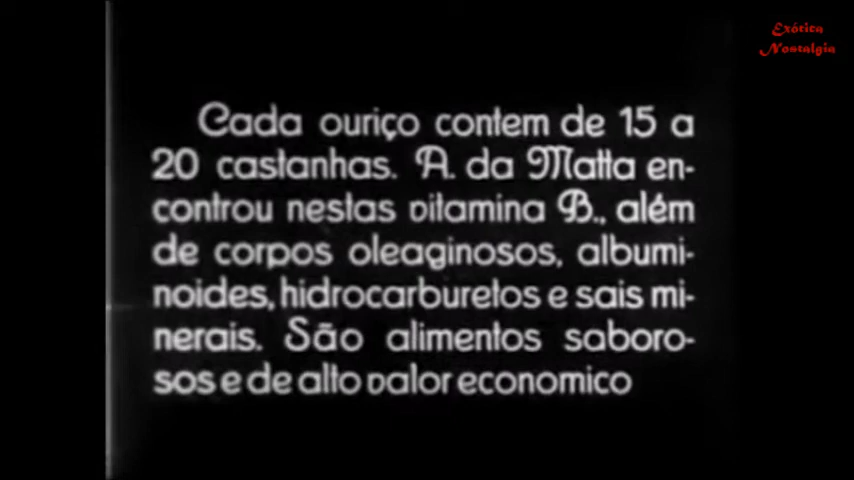 Exótica
Nostalgia
Cada ouriço contem de 15 a
20 castanhas. A. da Matta en-
controu nestas vitamina B., além
de corpos oleaginosos, albumi-
noides, hidrocarburetos e sais mi-
nerais. São alimentos saboro-
sos e de alto valor economico